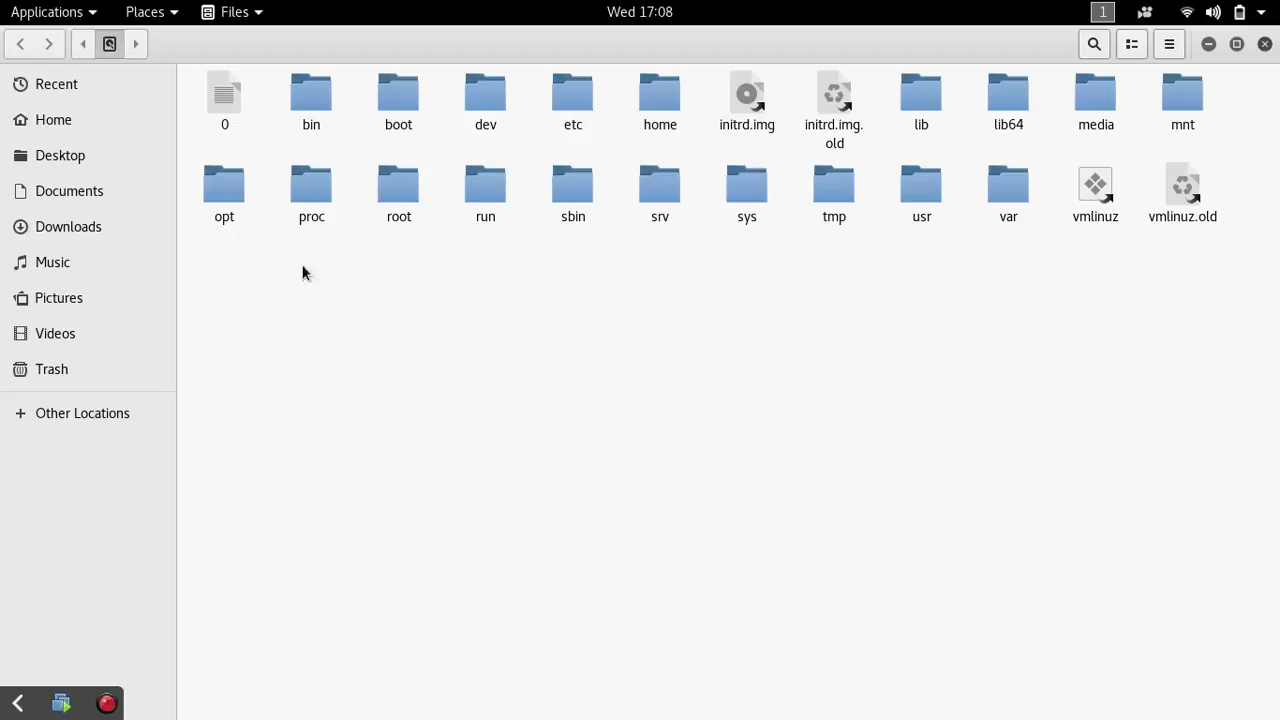 Applications Places Files Wed 17:08 1
Recent
Home
Desktop
Documents
Downloads
Music
Pictures
Videos
Trash
Other Locations
0 bin boot dev etc home initrd.img initrd.img. lib lib64 media mnt
old
opt proc root run sbin srv sys tmp usr var vmlinuz vmlinuz.old